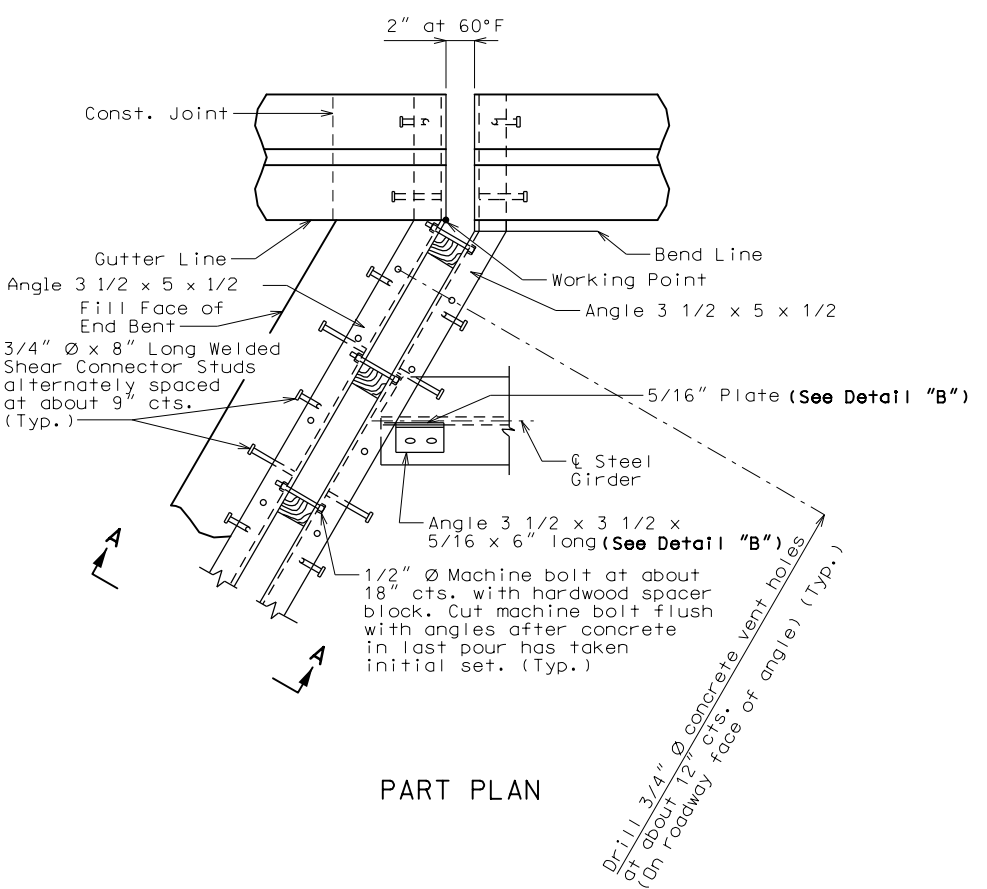 2" at 60°F
Const. Joint
Gutter Line
Bend Line
Working Point
Angle 3 1/2 x 5 x 1/2
Angle 3 1/2 x 5 x 1/2
Fill Face of
End Bent
3/4" Ø x 8" Long Welded
Shear Connector Studs
alternately spaced
at about 9" cts.
(Typ.)
5/16" Plate (See Detail "B")
℄ Steel
Girder
Angle 3 1/2 x 3 1/2 x
5/16 x 6" long (See Detail "B")
A
A
1/2" Ø Machine bolt at about
18" cts. with hardwood spacer
block. Cut machine bolt flush
with angles after concrete
in last pour has taken
initial set. (Typ.)
Drill 3/4" Ø concrete vent holes
at about 12" cts.
(On roadway face of angle) (Typ.)
PART PLAN